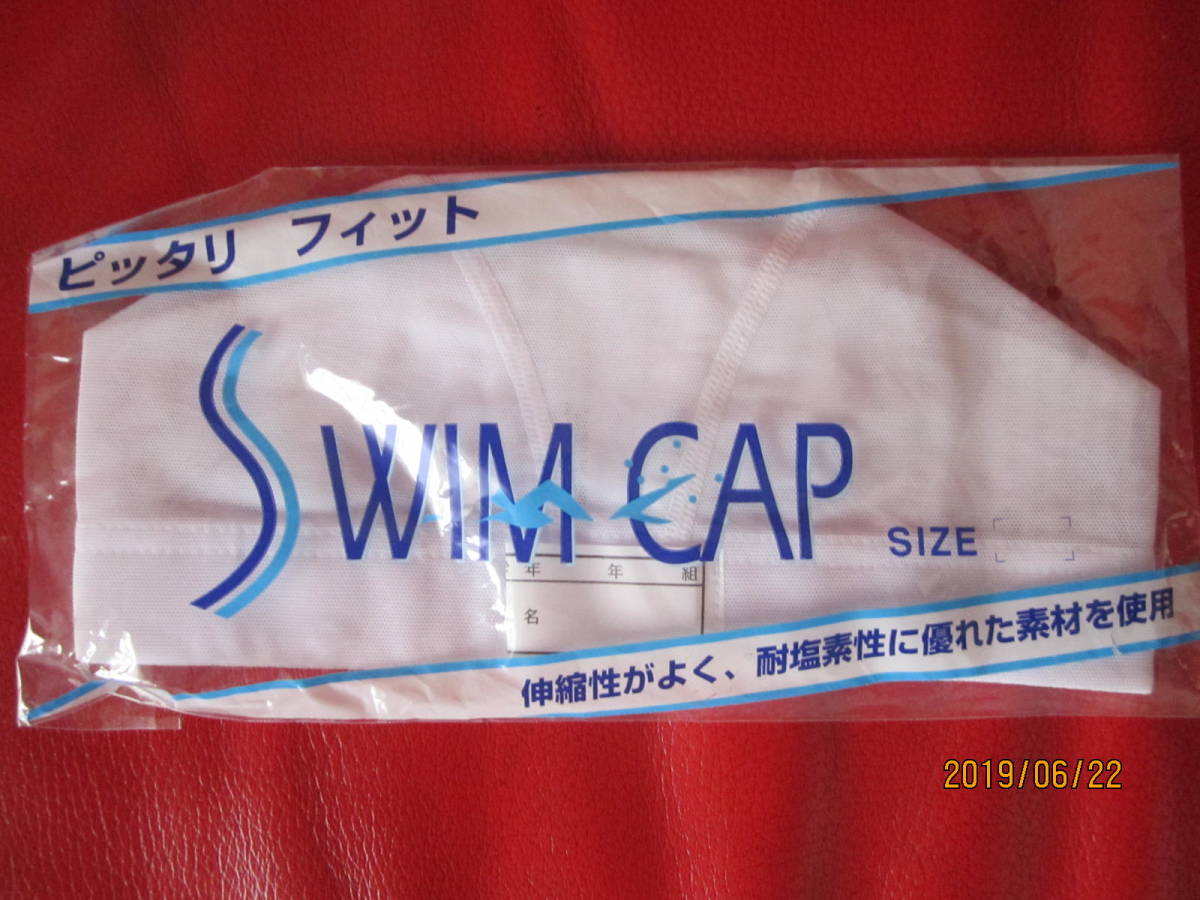 ピッタリ フィット
SWIM CAP
SIZE
年 年 組
名
伸縮性がよく、耐塩素性に優れた素材を使用
2019/06/22